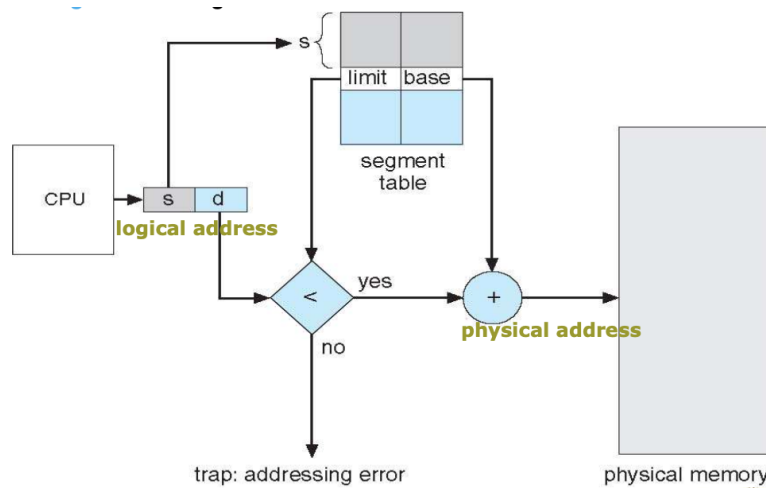 s
limit base
segment
table
CPU
s d
logical address
< yes +
physical address
no
trap: addressing error
physical memory